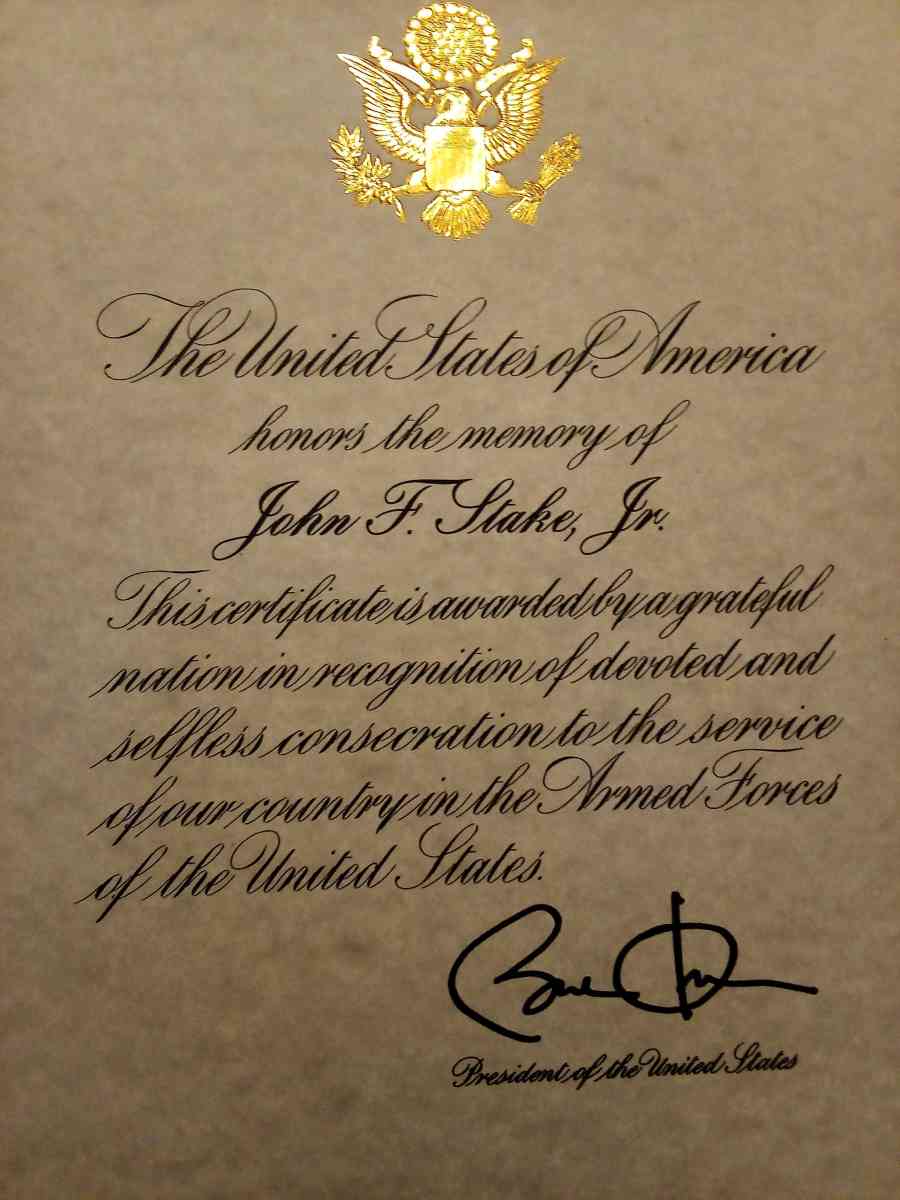 The United States of America
honors the memory of
John F. Stake, Jr.
This certificate is awarded by a grateful
nation in recognition of devoted and
selfless consecration to the service
of our country in the Armed Forces
of the United States.
President of the United States